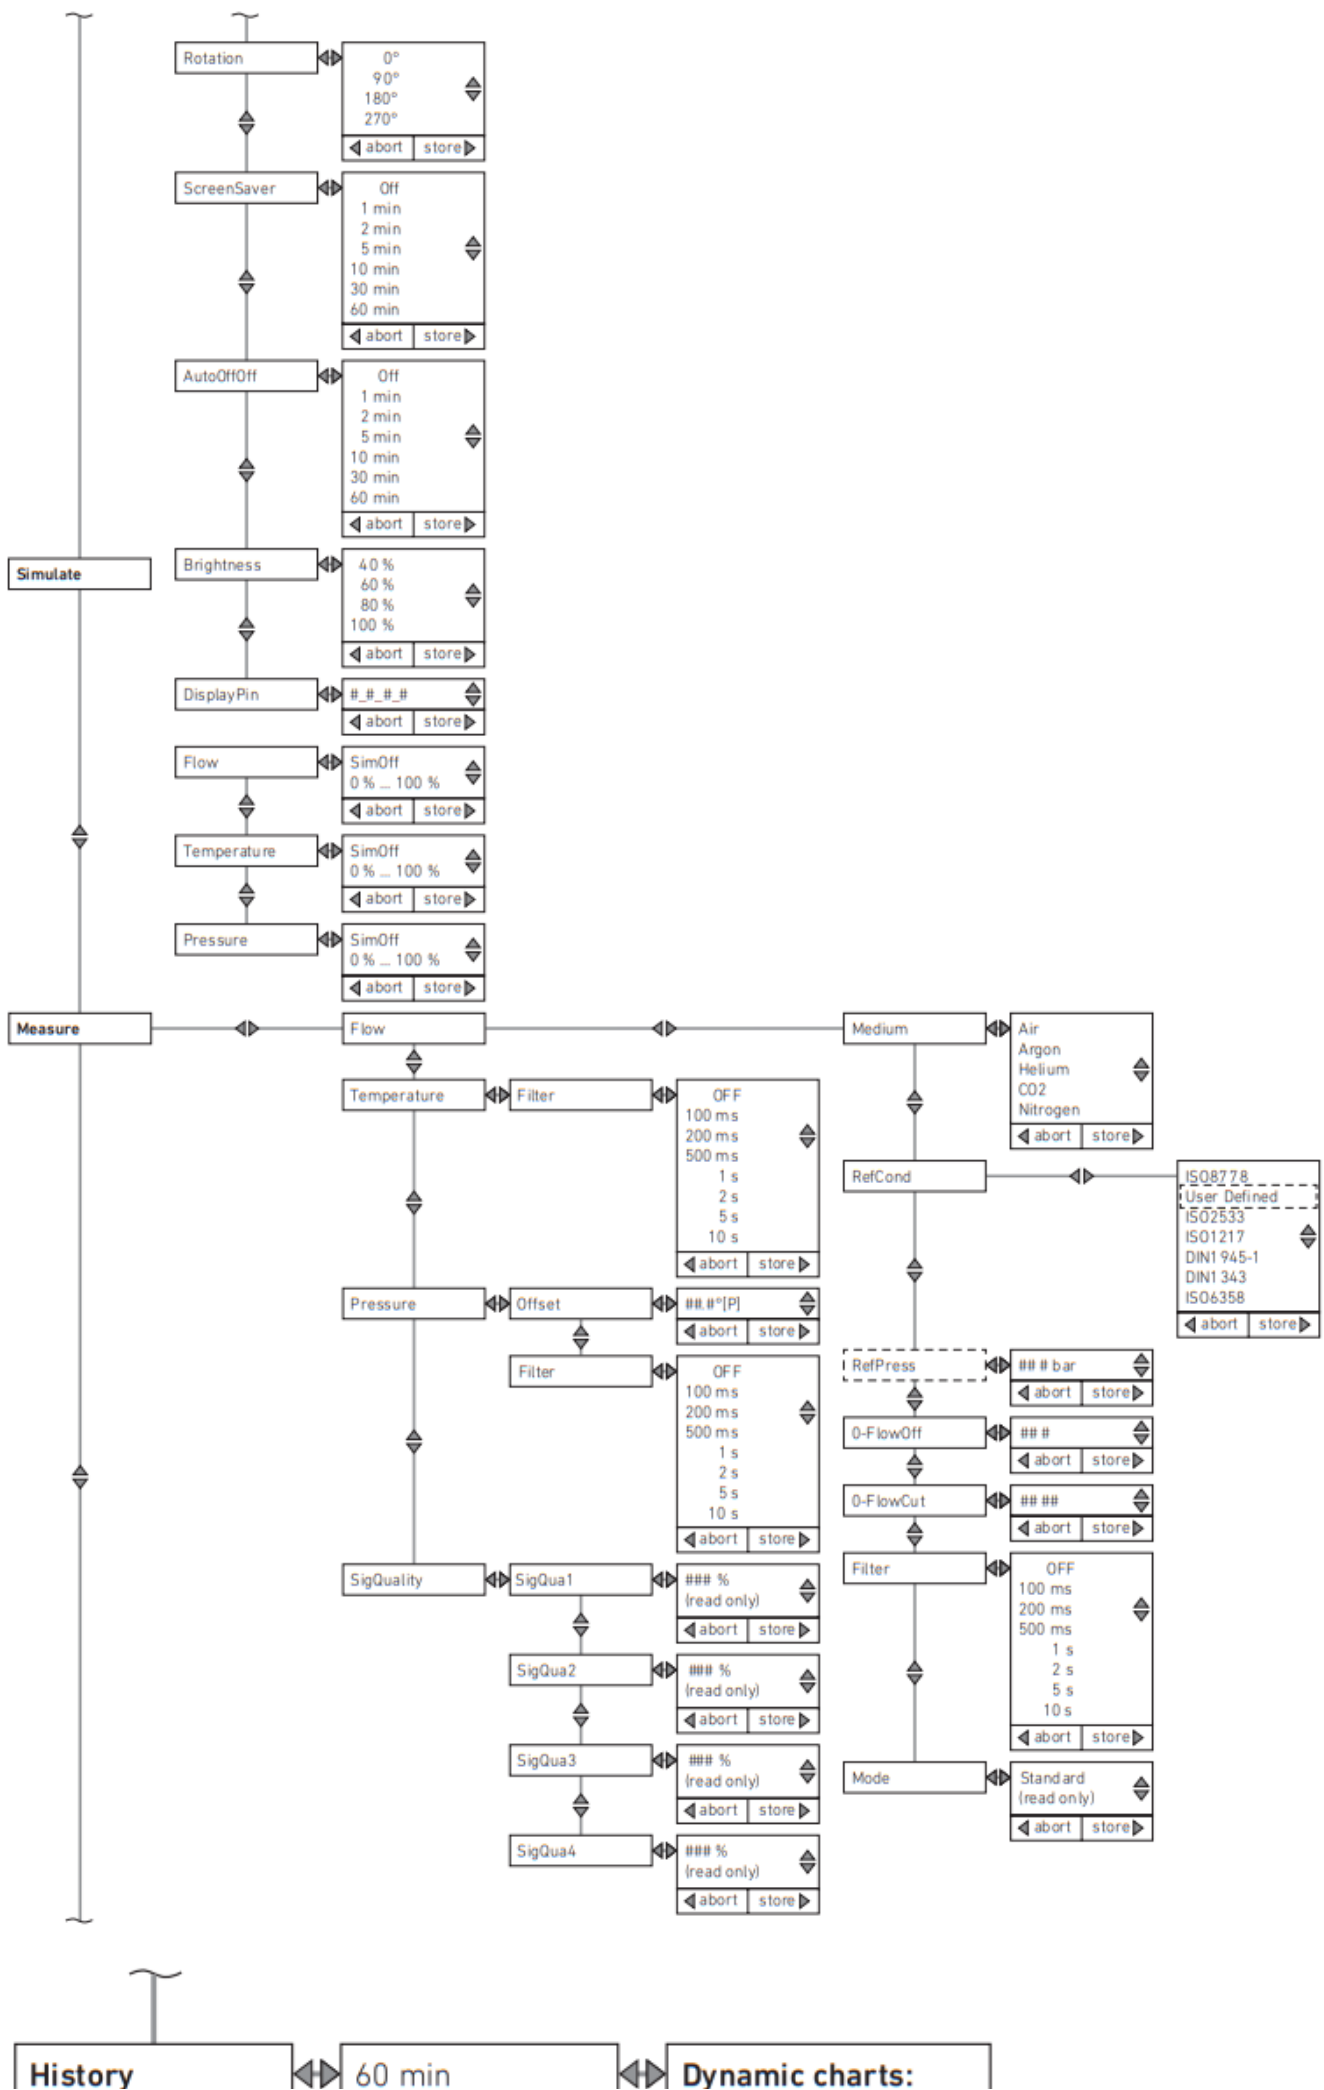 Rotation
0°
90°
180°
270°
abort store
ScreenSaver
Off
1 min
2 min
5 min
10 min
30 min
60 min
abort store
AutoOffOff
Off
1 min
2 min
5 min
10 min
30 min
60 min
abort store
Simulate
Brightness
40 %
60 %
80 %
100 %
abort store
DisplayPin
#_#_#_#
abort store
Flow
SimOff
0 % ... 100 %
abort store
Temperature
SimOff
0 % ... 100 %
abort store
Pressure
SimOff
0 % ... 100 %
abort store
Measure
Flow
Temperature
Filter
OFF
100 ms
200 ms
500 ms
1 s
2 s
5 s
10 s
abort store
Pressure
Offset
##.#°[P]
abort store
Filter
OFF
100 ms
200 ms
500 ms
1 s
2 s
5 s
10 s
abort store
SigQuality
SigQua1
### %
(read only)
abort store
SigQua2
### %
(read only)
abort store
SigQua3
### %
(read only)
abort store
SigQua4
### %
(read only)
abort store
Medium
Air
Argon
Helium
CO2
Nitrogen
abort store
RefCond
ISO8778
User Defined
ISO2533
ISO1217
DIN1945-1
DIN1343
ISO6358
abort store
RefPress
### bar
abort store
0-FlowOff
###
abort store
0-FlowCut
####
abort store
Filter
OFF
100 ms
200 ms
500 ms
1 s
2 s
5 s
10 s
abort store
Mode
Standard
(read only)
abort store
History
60 min
Dynamic charts: